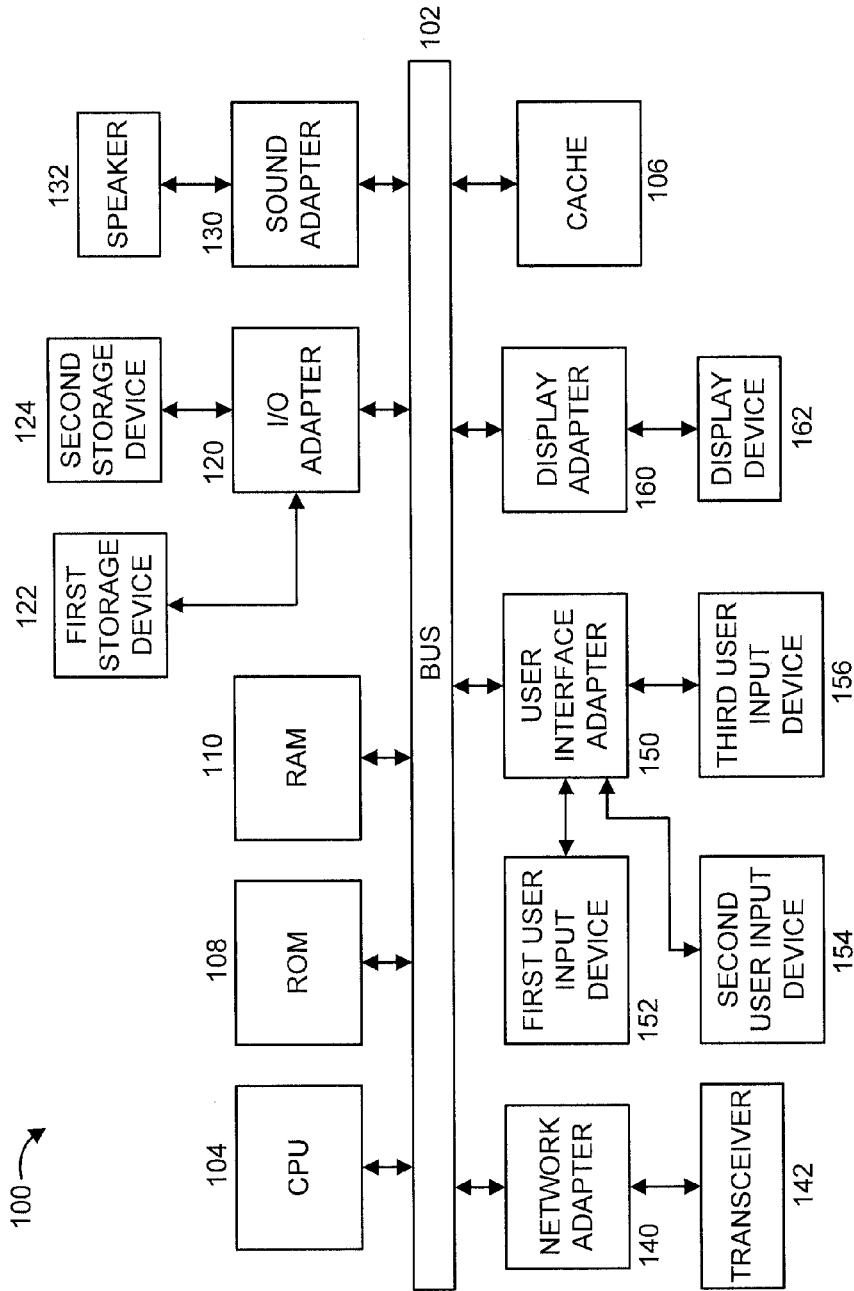 100
132
SPEAKER
124
SECOND
STORAGE
DEVICE
122
FIRST
STORAGE
DEVICE
104
CPU
108
ROM
110
RAM
120
I/O
ADAPTER
130
SOUND
ADAPTER
BUS
102
NETWORK
ADAPTER
140
FIRST USER
INPUT
DEVICE
152
USER
INTERFACE
ADAPTER
150
DISPLAY
ADAPTER
160
CACHE
106
TRANSCEIVER
142
SECOND
USER INPUT
DEVICE
154
THIRD USER
INPUT
DEVICE
156
DISPLAY
DEVICE
162